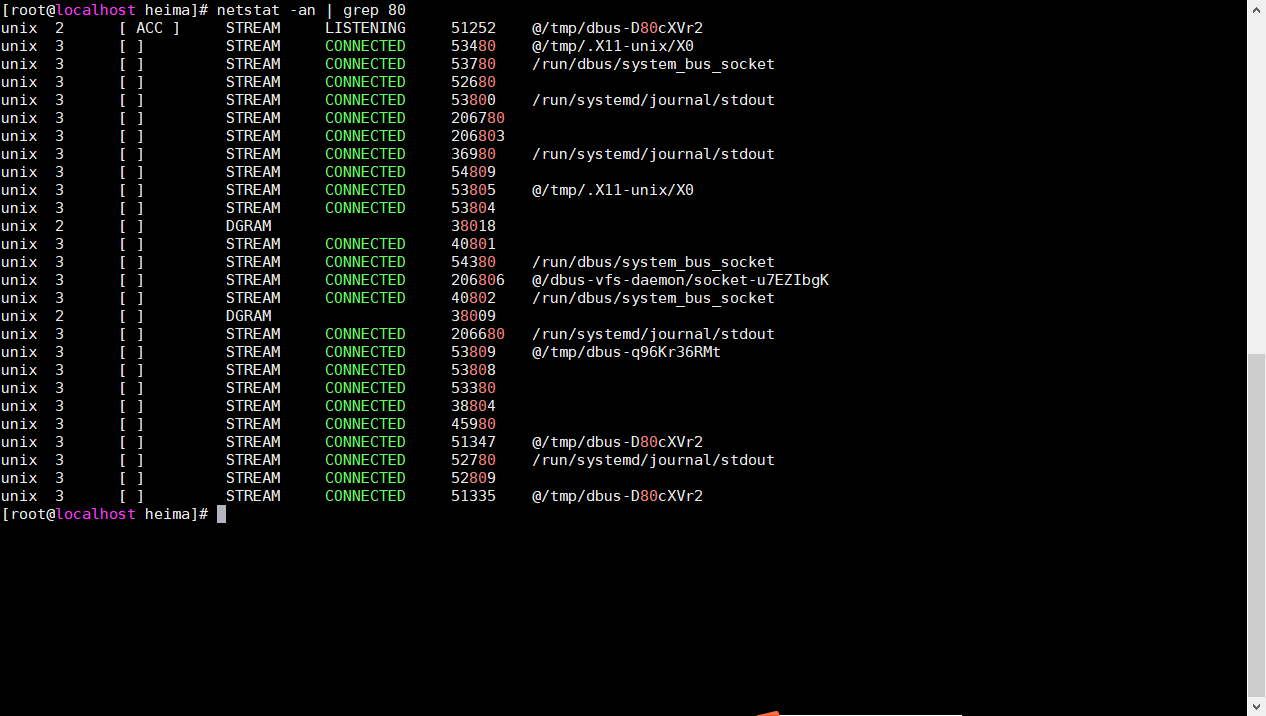 [root@localhost heima]# netstat -an | grep 80
unix  2      [ ACC ]     STREAM     LISTENING     51252    @/tmp/dbus-D80cXVr2
unix  3      [ ]         STREAM     CONNECTED     53480    @/tmp/.X11-unix/X0
unix  3      [ ]         STREAM     CONNECTED     53780    /run/dbus/system_bus_socket
unix  3      [ ]         STREAM     CONNECTED     52680
unix  3      [ ]         STREAM     CONNECTED     53800    /run/systemd/journal/stdout
unix  3      [ ]         STREAM     CONNECTED     206780
unix  3      [ ]         STREAM     CONNECTED     206803
unix  3      [ ]         STREAM     CONNECTED     36980    /run/systemd/journal/stdout
unix  3      [ ]         STREAM     CONNECTED     54809
unix  3      [ ]         STREAM     CONNECTED     53805    @/tmp/.X11-unix/X0
unix  3      [ ]         STREAM     CONNECTED     53804
unix  2      [ ]         DGRAM                    38018
unix  3      [ ]         STREAM     CONNECTED     40801
unix  3      [ ]         STREAM     CONNECTED     54380    /run/dbus/system_bus_socket
unix  3      [ ]         STREAM     CONNECTED     206806   @/dbus-vfs-daemon/socket-u7EZIbgK
unix  3      [ ]         STREAM     CONNECTED     40802    /run/dbus/system_bus_socket
unix  2      [ ]         DGRAM                    38009
unix  3      [ ]         STREAM     CONNECTED     206680   /run/systemd/journal/stdout
unix  3      [ ]         STREAM     CONNECTED     53809    @/tmp/dbus-q96Kr36RMt
unix  3      [ ]         STREAM     CONNECTED     53808
unix  3      [ ]         STREAM     CONNECTED     53380
unix  3      [ ]         STREAM     CONNECTED     38804
unix  3      [ ]         STREAM     CONNECTED     45980
unix  3      [ ]         STREAM     CONNECTED     51347    @/tmp/dbus-D80cXVr2
unix  3      [ ]         STREAM     CONNECTED     52780    /run/systemd/journal/stdout
unix  3      [ ]         STREAM     CONNECTED     52809
unix  3      [ ]         STREAM     CONNECTED     51335    @/tmp/dbus-D80cXVr2
[root@localhost heima]#